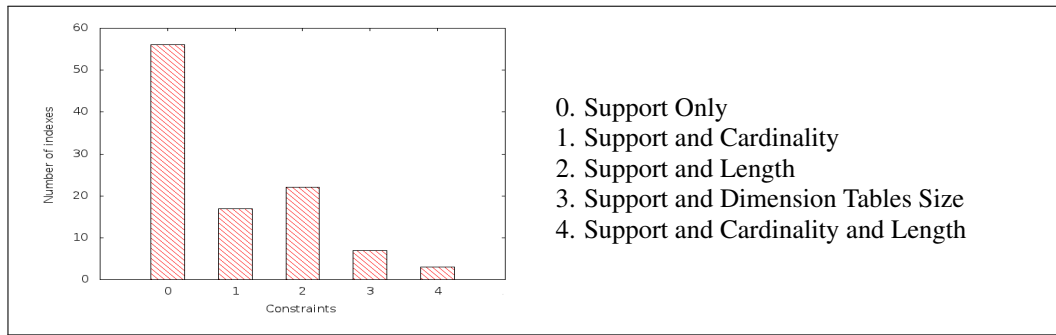 60
50
40
30
20
10
0
Number of indexes
0 1 2 3 4
Constraints
0. Support Only
1. Support and Cardinality
2. Support and Length
3. Support and Dimension Tables Size
4. Support and Cardinality and Length